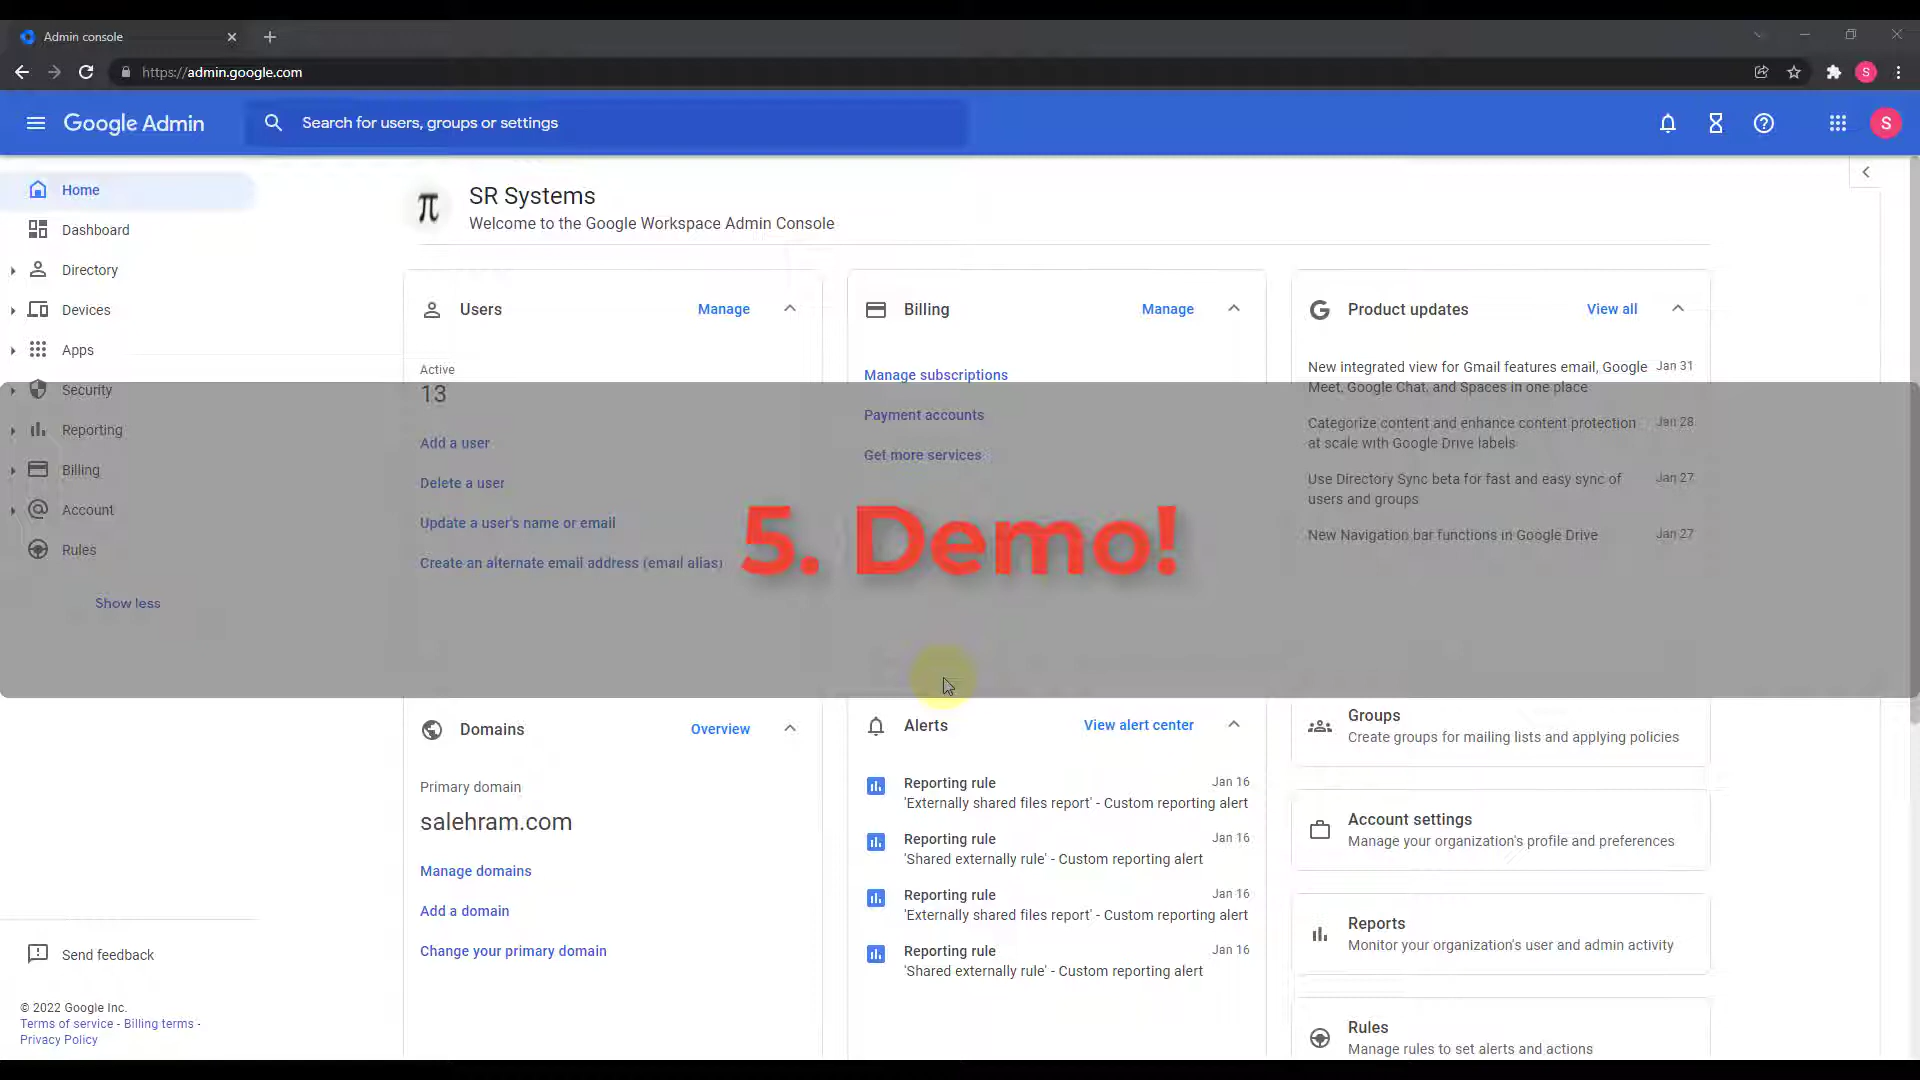 Admin console
https://admin.google.com
S
Google Admin
Search for users, groups or settings
S
Home
Dashboard
Directory
Devices
Apps
Security
Reporting
Billing
Account
Rules
Show less
Send feedback
© 2022 Google Inc.
Terms of service - Billing terms -
Privacy Policy
π
SR Systems
Welcome to the Google Workspace Admin Console
Users
Manage
Active
13
Add a user
Delete a user
Update a user's name or email
Create an alternate email address (email alias)
Billing
Manage
Manage subscriptions
Payment accounts
Get more services
Product updates
View all
New integrated view for Gmail features email, Google Jan 31
Meet, Google Chat, and Spaces in one place
Categorize content and enhance content protection Jan 28
at scale with Google Drive labels
Use Directory Sync beta for fast and easy sync of Jan 27
users and groups
New Navigation bar functions in Google Drive Jan 27
5. Demo!
Domains
Overview
Primary domain
salehram.com
Manage domains
Add a domain
Change your primary domain
Alerts
View alert center
Reporting rule Jan 16
'Externally shared files report' - Custom reporting alert
Reporting rule Jan 16
'Shared externally rule' - Custom reporting alert
Reporting rule Jan 16
'Externally shared files report' - Custom reporting alert
Reporting rule Jan 16
'Shared externally rule' - Custom reporting alert
Groups
Create groups for mailing lists and applying policies
Account settings
Manage your organization's profile and preferences
Reports
Monitor your organization's user and admin activity
Rules
Manage rules to set alerts and actions